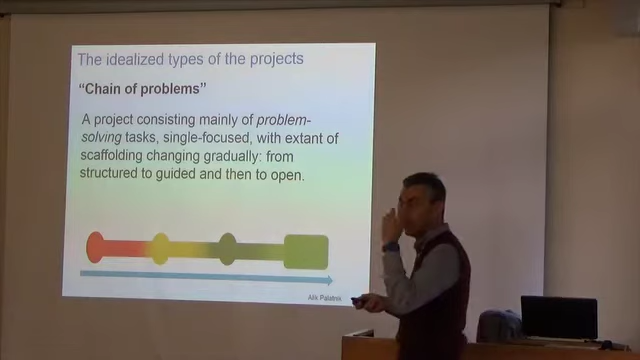 The idealized types of the projects
“Chain of problems”
A project consisting mainly of problem-
solving tasks, single-focused, with extant of
scaffolding changing gradually: from
structured to guided and then to open.
Alik Palatnik